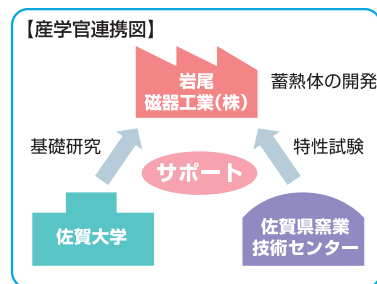 【産学官連携図】
岩尾
磁器工業(株)
蓄熱体の開発
基礎研究
特性試験
サポート
佐賀大学
佐賀県窯業
技術センター